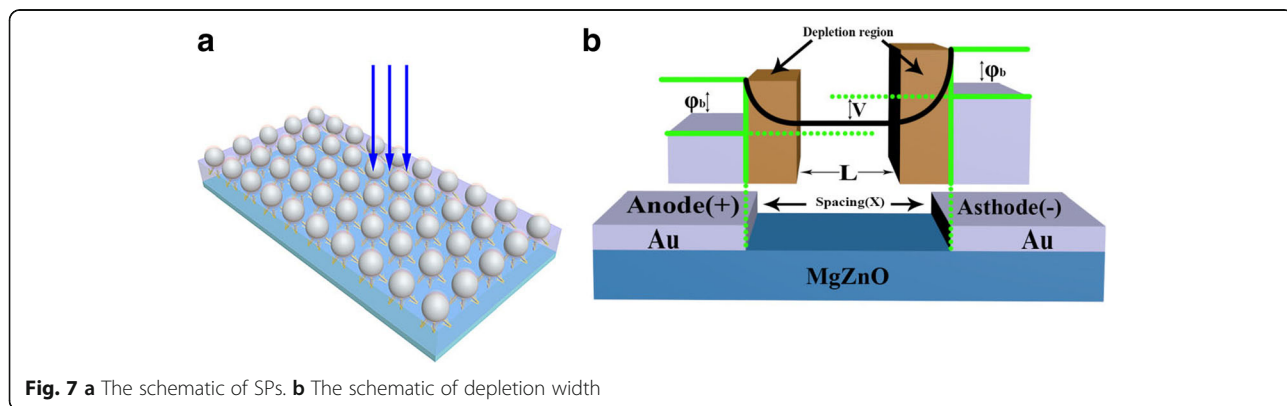 a
b
Depletion region
φb
φb
V
L
Anode(+)
Spacing(X)
Asthode(-)
Au
Au
MgZnO
Fig. 7 a The schematic of SPs. b The schematic of depletion width